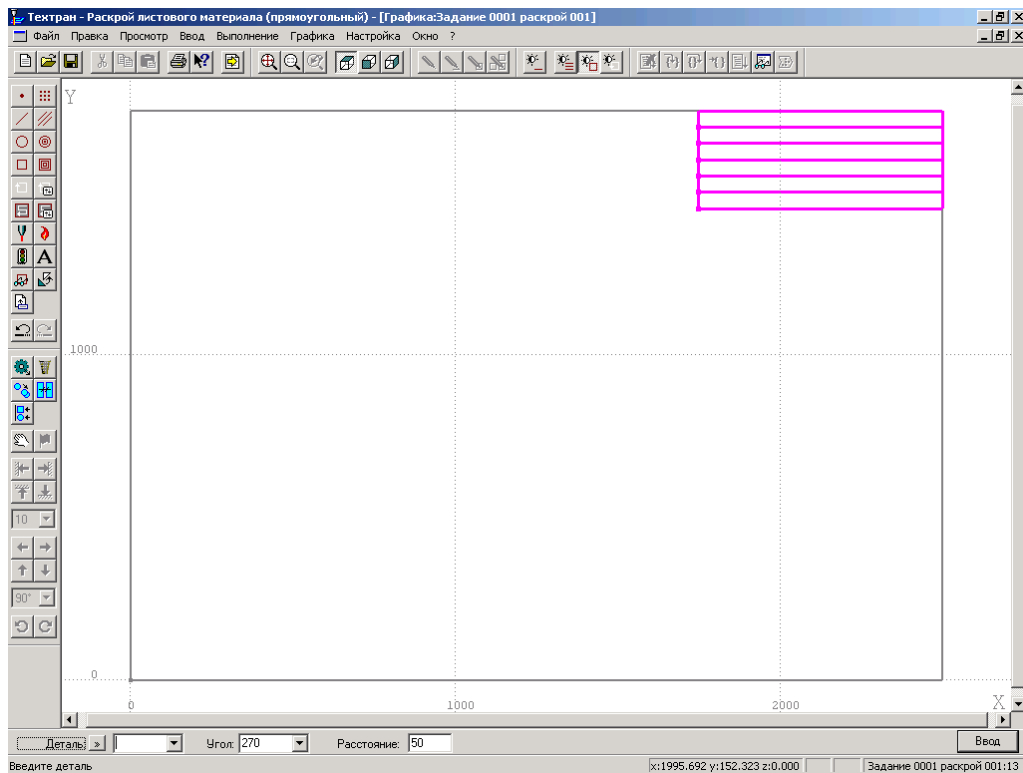 Техтран - Раскрой листового материала (прямоугольный) - [Графика:Задание 0001 раскрой 001]
Файл Правка Просмотр Ввод Выполнение Графика Настройка Окно ?
Y
1000
0
0 1000 2000 X
10
90°
Деталь: » Угол: 270 Расстояние: 50 Ввод
Введите деталь x:1995.692 y:152.323 z:0.000 Задание 0001 раскрой 001:13